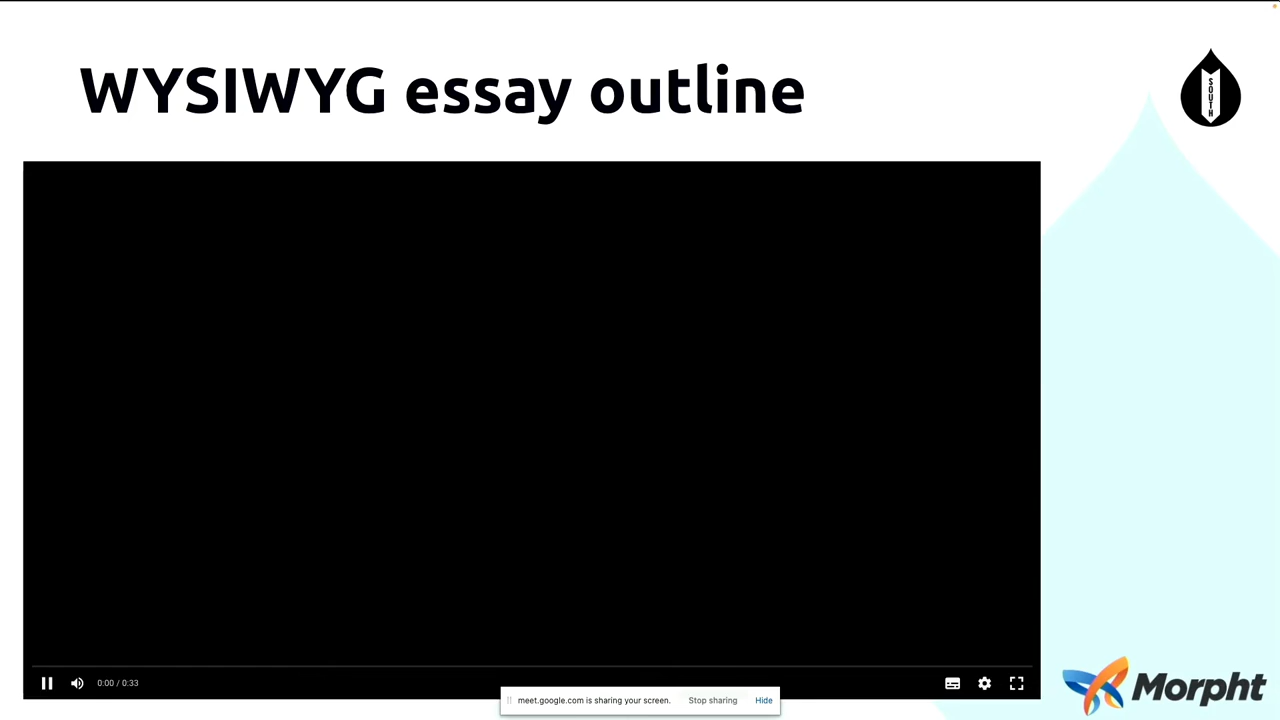 WYSIWYG essay outline
SOUTH
0:00 / 0:33
meet.google.com is sharing your screen. Stop sharing Hide
Morpht